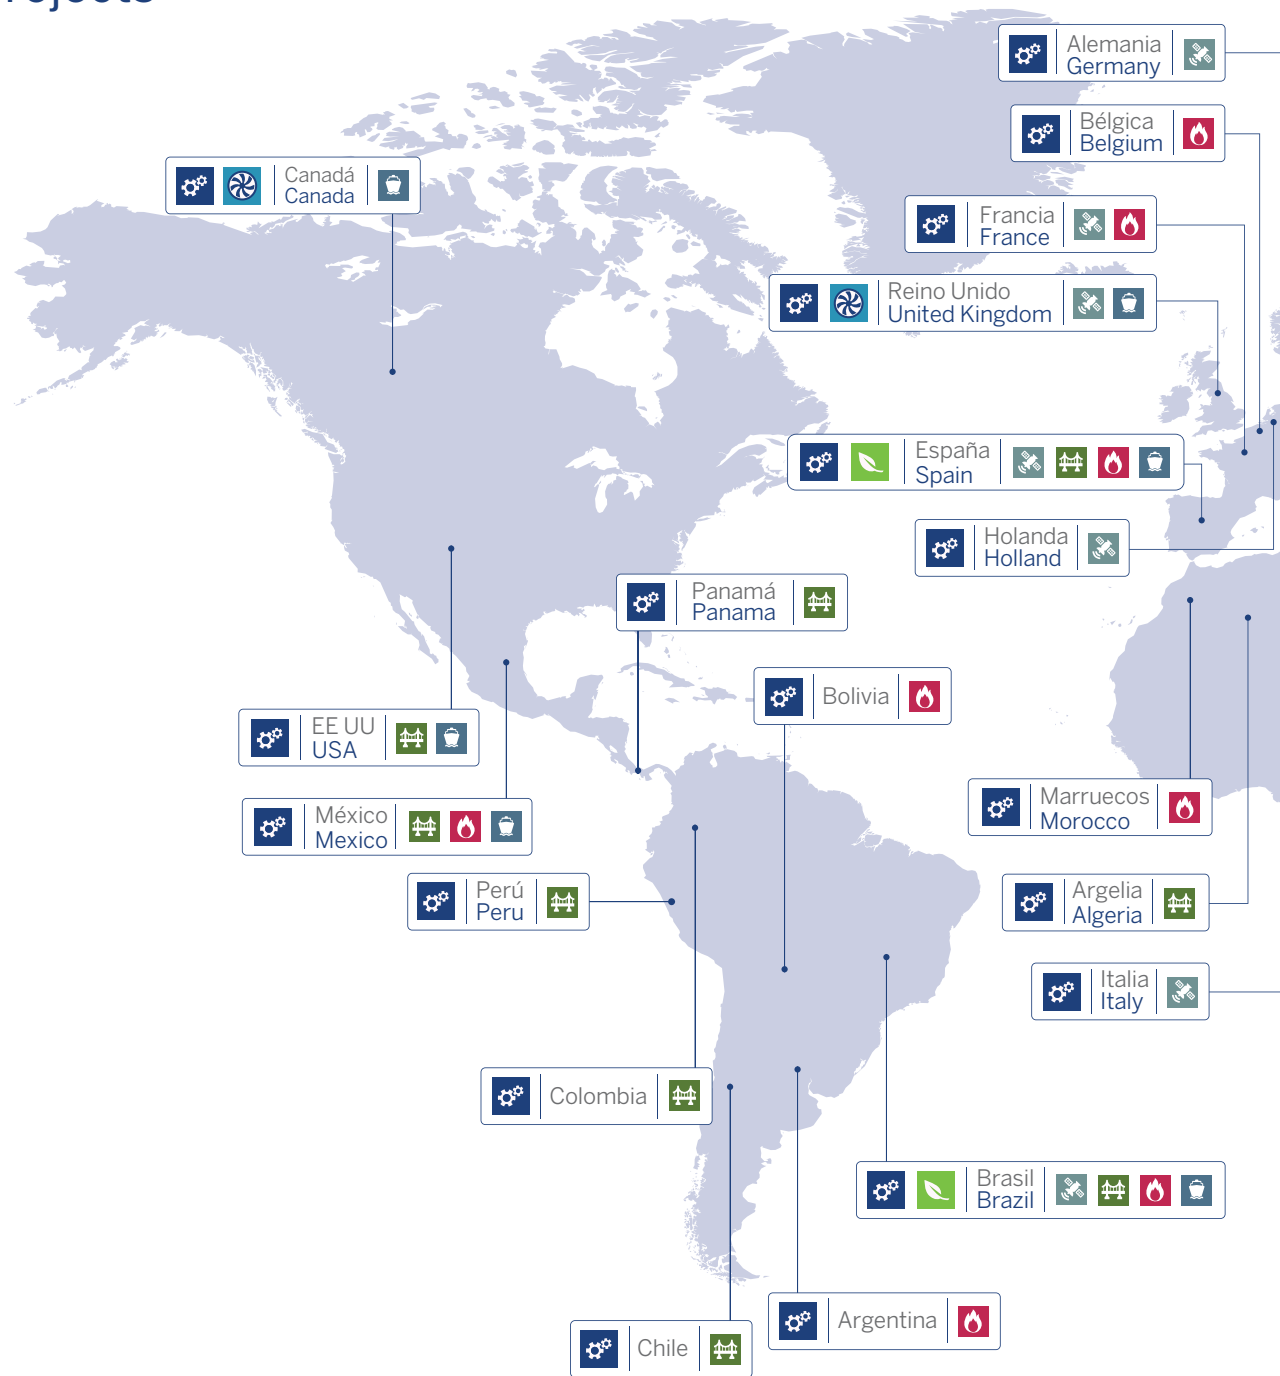 Alemania
Germany
Bélgica
Belgium
Canadá
Canada
Francia
France
Reino Unido
United Kingdom
España
Spain
Holanda
Holland
Panamá
Panama
Bolivia
EE UU
USA
México
Mexico
Marruecos
Morocco
Perú
Peru
Argelia
Algeria
Italia
Italy
Colombia
Brasil
Brazil
Argentina
Chile